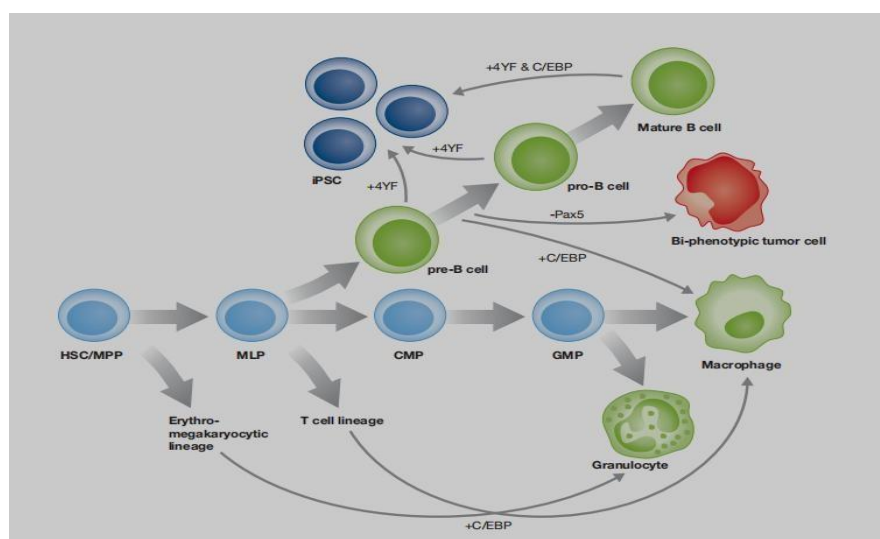 +4YF & C/EBP
Mature B cell
+4YF
iPSC
pro-B cell
+4YF
-Pax5
Bi-phenotypic tumor cell
pre-B cell
+C/EBP
HSC/MPP
MLP
CMP
GMP
Macrophage
Erythro-
megakaryocytic
lineage
T cell lineage
Granulocyte
+C/EBP